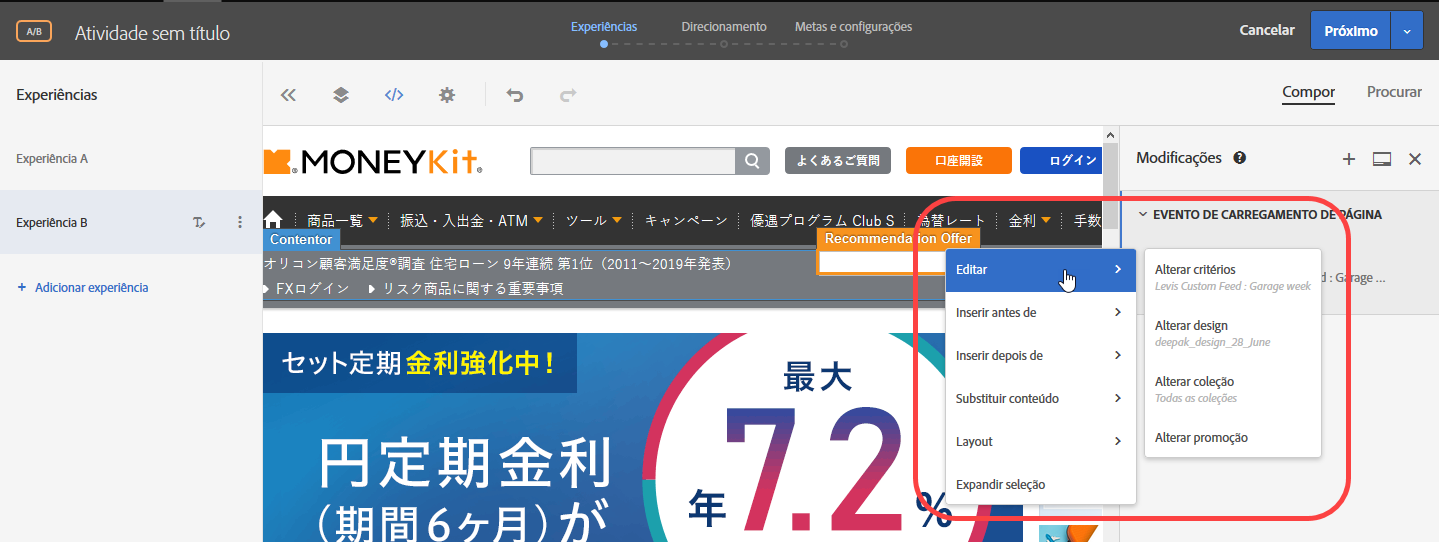 A/B
Atividade sem título
Experiências
Direcionamento
Metas e configurações
Cancelar
Próximo
Experiências
Compor
Procurar
Experiência A
Experiência B
+ Adicionar experiência
MONEYKit
よくあるご質問
口座開設
ログイン
商品一覧
振込・入出金・ATM
ツール
キャンペーン
優遇プログラム Club S
為替レート
金利
手数
Contentor
Recommendation Offer
オリコン顧客満足度®調査 住宅ローン 9年連続 第1位（2011～2019年発表）
FXログイン
リスク商品に関する重要事項
セット定期 金利強化中！
円定期金利
（期間6ヶ月）が
最大
年7.2%
Modificações
EVENTO DE CARREGAMENTO DE PÁGINA
: Garage ...
Editar
Inserir antes de
Inserir depois de
Substituir conteúdo
Layout
Expandir seleção
Alterar critérios
Levis Custom Feed : Garage week
Alterar design
deepak_design_28_June
Alterar coleção
Todas as coleções
Alterar promoção